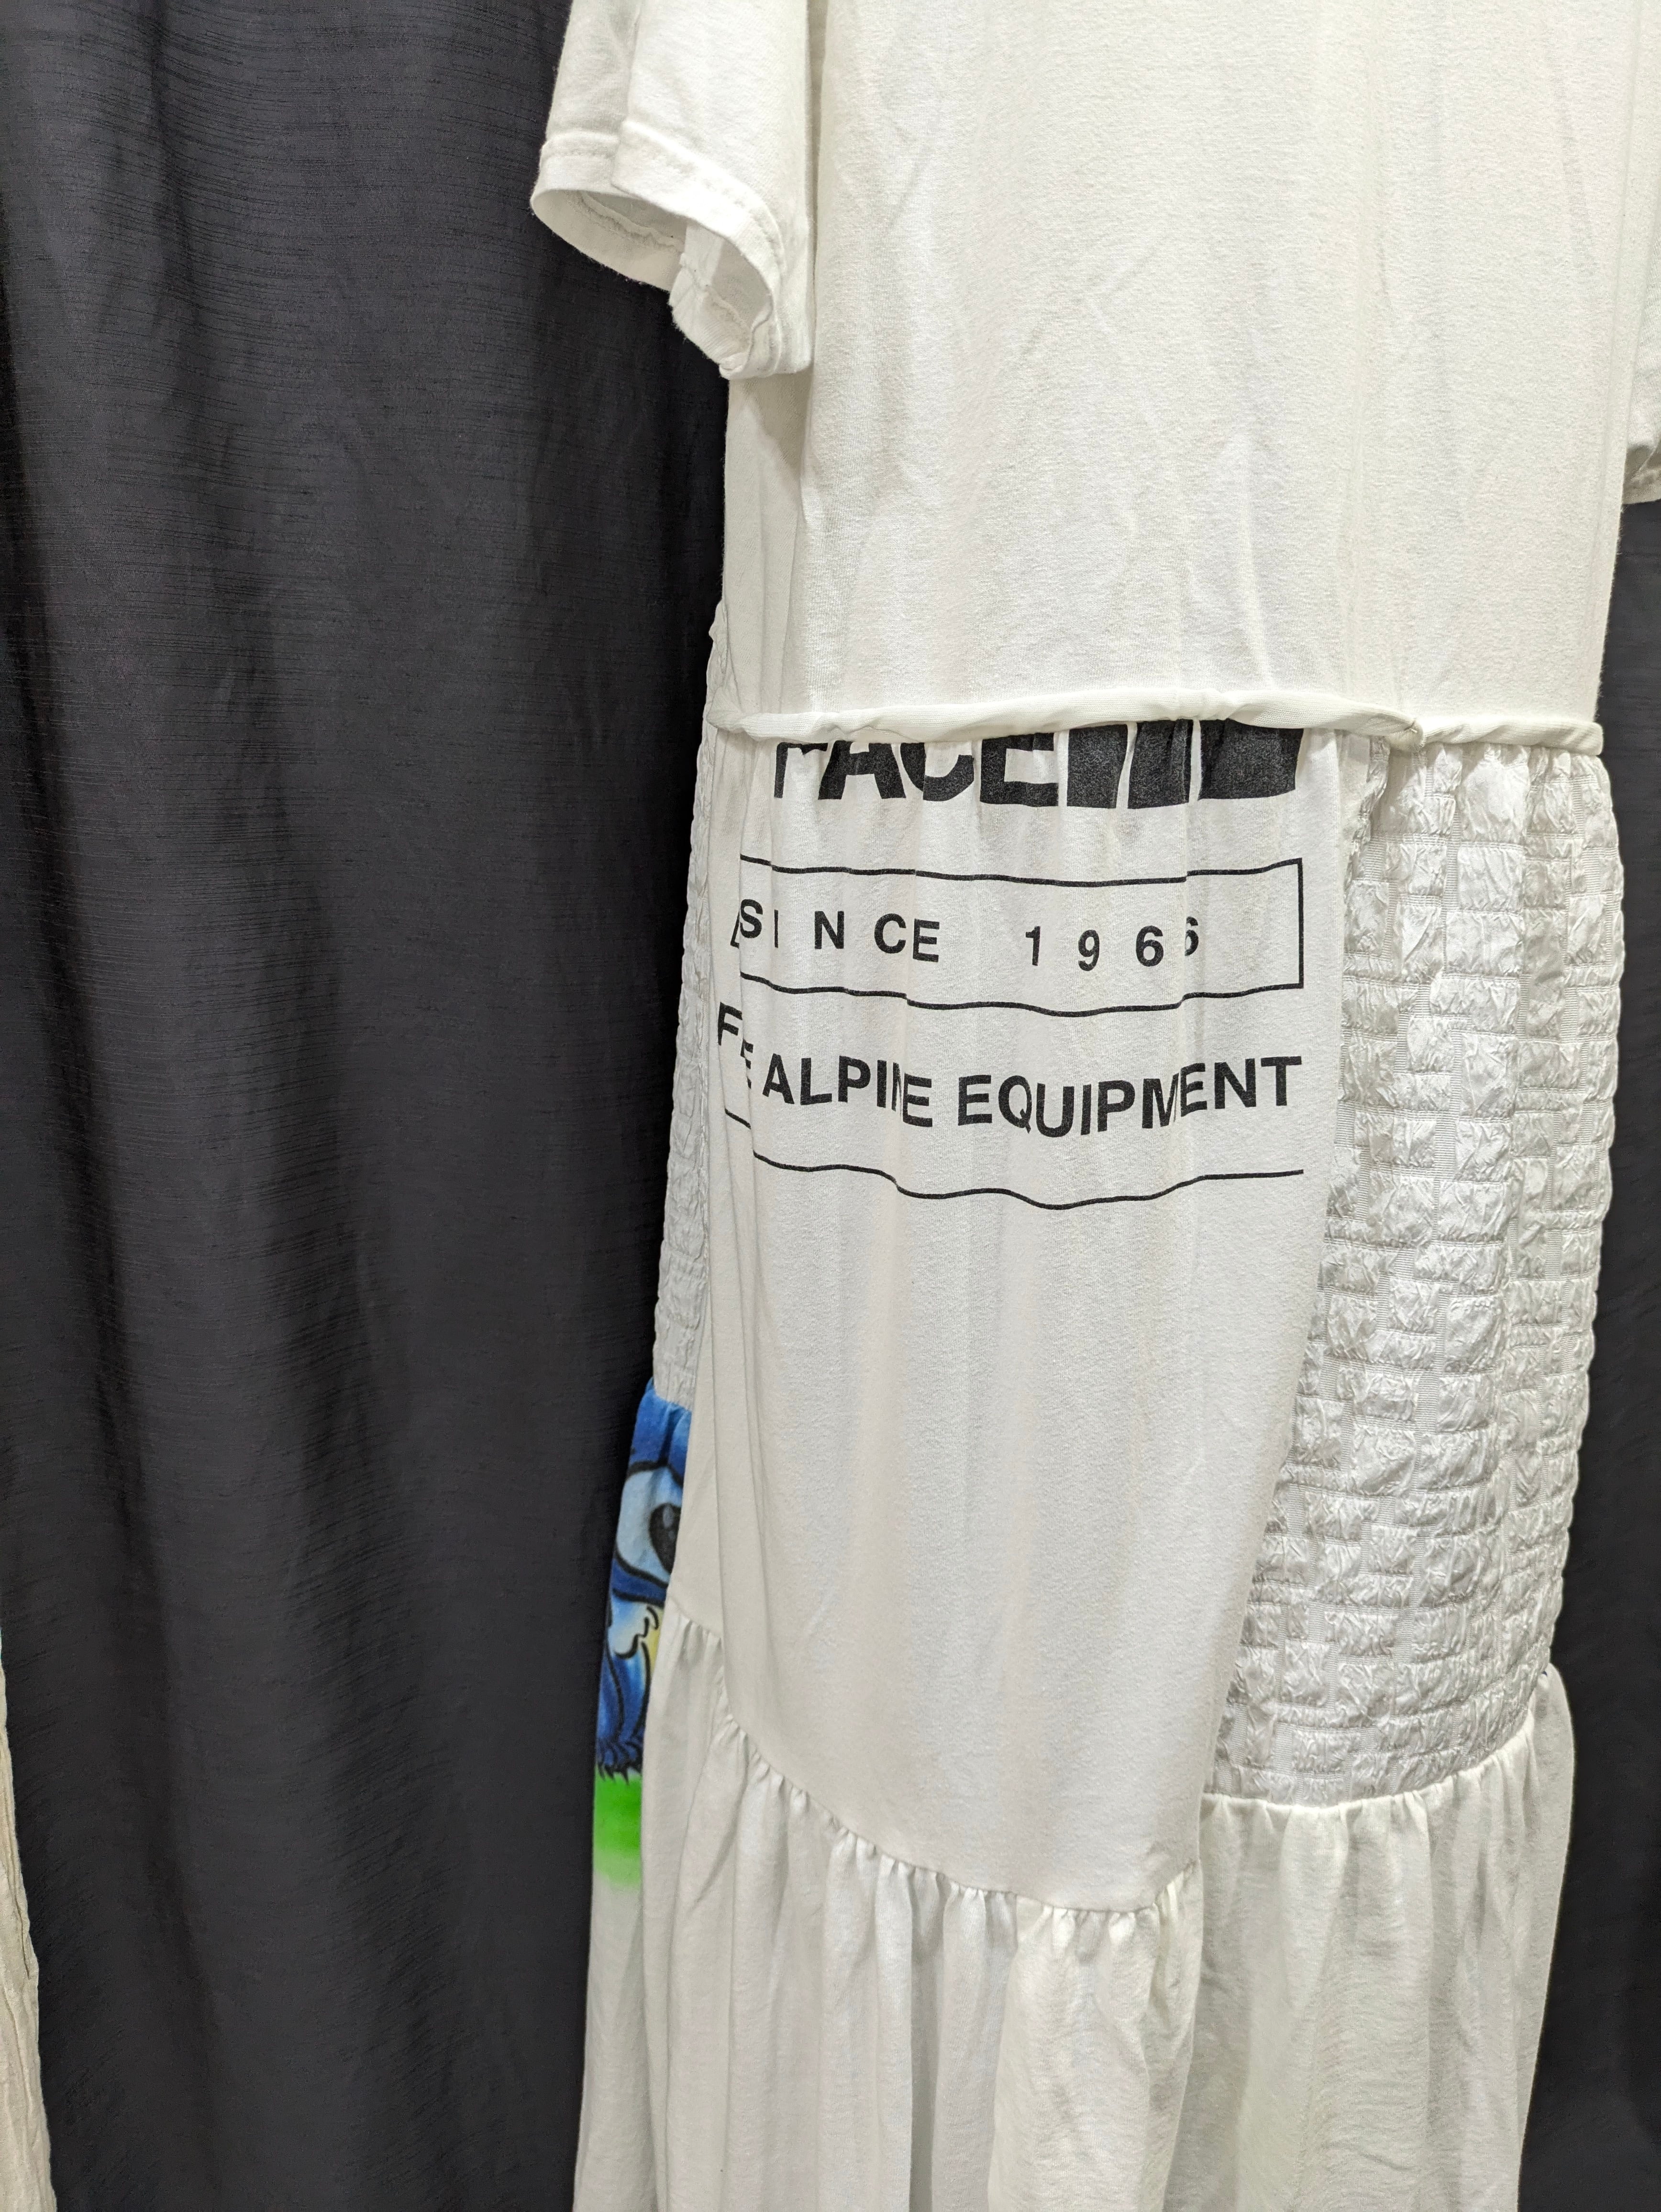 FACE
SINCE 1966
ALPINE EQUIPMENT